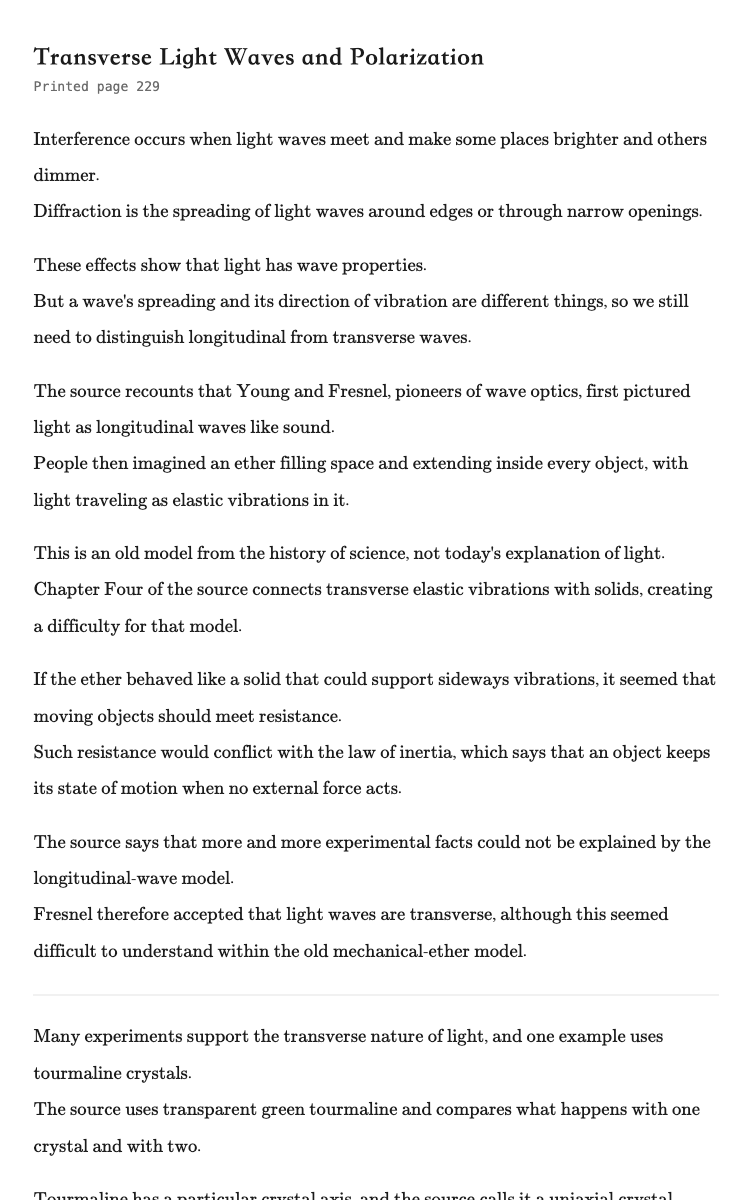 Transverse Light Waves and Polarization
Printed page 229
Interference occurs when light waves meet and make some places brighter and others
dimmer.
Diffraction is the spreading of light waves around edges or through narrow openings.
These effects show that light has wave properties.
But a wave's spreading and its direction of vibration are different things, so we still
need to distinguish longitudinal from transverse waves.
The source recounts that Young and Fresnel, pioneers of wave optics, first pictured
light as longitudinal waves like sound.
People then imagined an ether filling space and extending inside every object, with
light traveling as elastic vibrations in it.
This is an old model from the history of science, not today's explanation of light.
Chapter Four of the source connects transverse elastic vibrations with solids, creating
a difficulty for that model.
If the ether behaved like a solid that could support sideways vibrations, it seemed that
moving objects should meet resistance.
Such resistance would conflict with the law of inertia, which says that an object keeps
its state of motion when no external force acts.
The source says that more and more experimental facts could not be explained by the
longitudinal-wave model.
Fresnel therefore accepted that light waves are transverse, although this seemed
difficult to understand within the old mechanical-ether model.
Many experiments support the transverse nature of light, and one example uses
tourmaline crystals.
The source uses transparent green tourmaline and compares what happens with one
crystal and with two.
Tourmaline has a particular crystal axis, and the source calls it a uniaxial crystal.